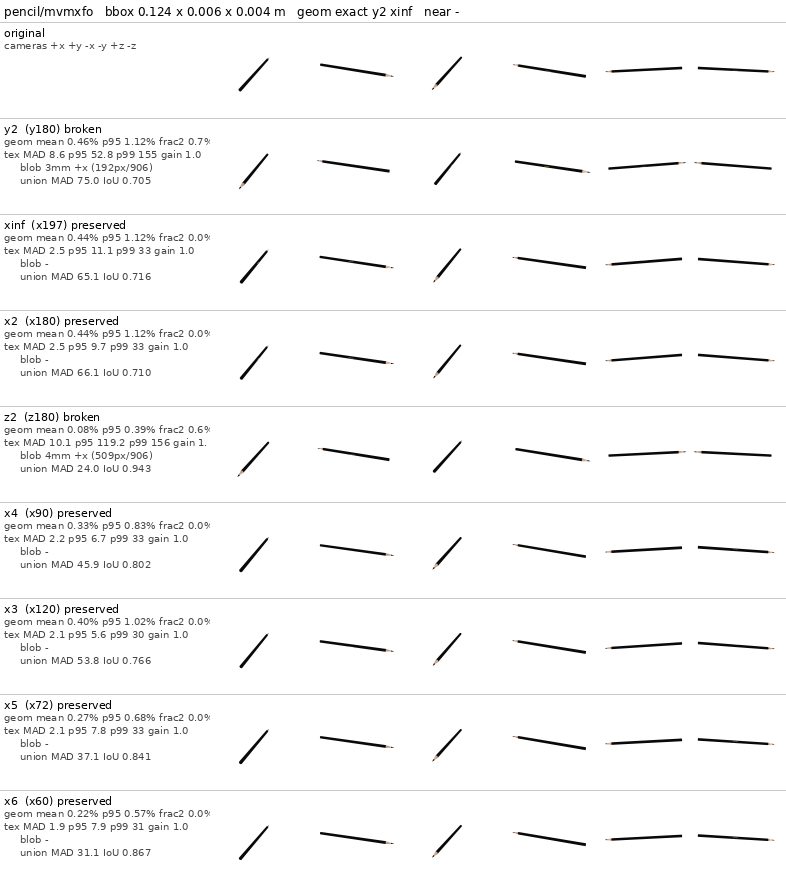 pencil/mvmxfo   bbox 0.124 x 0.006 x 0.004 m   geom exact y2 xinf   near -
original
cameras +x +y -x -y +z -z
y2  (y180) broken
geom mean 0.46% p95 1.12% frac2 0.7%
tex MAD 8.6 p95 52.8 p99 155 gain 1.0
blob 3mm +x (192px/906)
union MAD 75.0 IoU 0.705
xinf  (x197) preserved
geom mean 0.44% p95 1.12% frac2 0.0%
tex MAD 2.5 p95 11.1 p99 33 gain 1.0
blob -
union MAD 65.1 IoU 0.716
x2  (x180) preserved
geom mean 0.44% p95 1.12% frac2 0.0%
tex MAD 2.5 p95 9.7 p99 33 gain 1.0
blob -
union MAD 66.1 IoU 0.710
z2  (z180) broken
geom mean 0.08% p95 0.39% frac2 0.6%
tex MAD 10.1 p95 119.2 p99 156 gain 1.
blob 4mm +x (509px/906)
union MAD 24.0 IoU 0.943
x4  (x90) preserved
geom mean 0.33% p95 0.83% frac2 0.0%
tex MAD 2.2 p95 6.7 p99 33 gain 1.0
blob -
union MAD 45.9 IoU 0.802
x3  (x120) preserved
geom mean 0.40% p95 1.02% frac2 0.0%
tex MAD 2.1 p95 5.6 p99 30 gain 1.0
blob -
union MAD 53.8 IoU 0.766
x5  (x72) preserved
geom mean 0.27% p95 0.68% frac2 0.0%
tex MAD 2.1 p95 7.8 p99 33 gain 1.0
blob -
union MAD 37.1 IoU 0.841
x6  (x60) preserved
geom mean 0.22% p95 0.57% frac2 0.0%
tex MAD 1.9 p95 7.9 p99 31 gain 1.0
blob -
union MAD 31.1 IoU 0.867